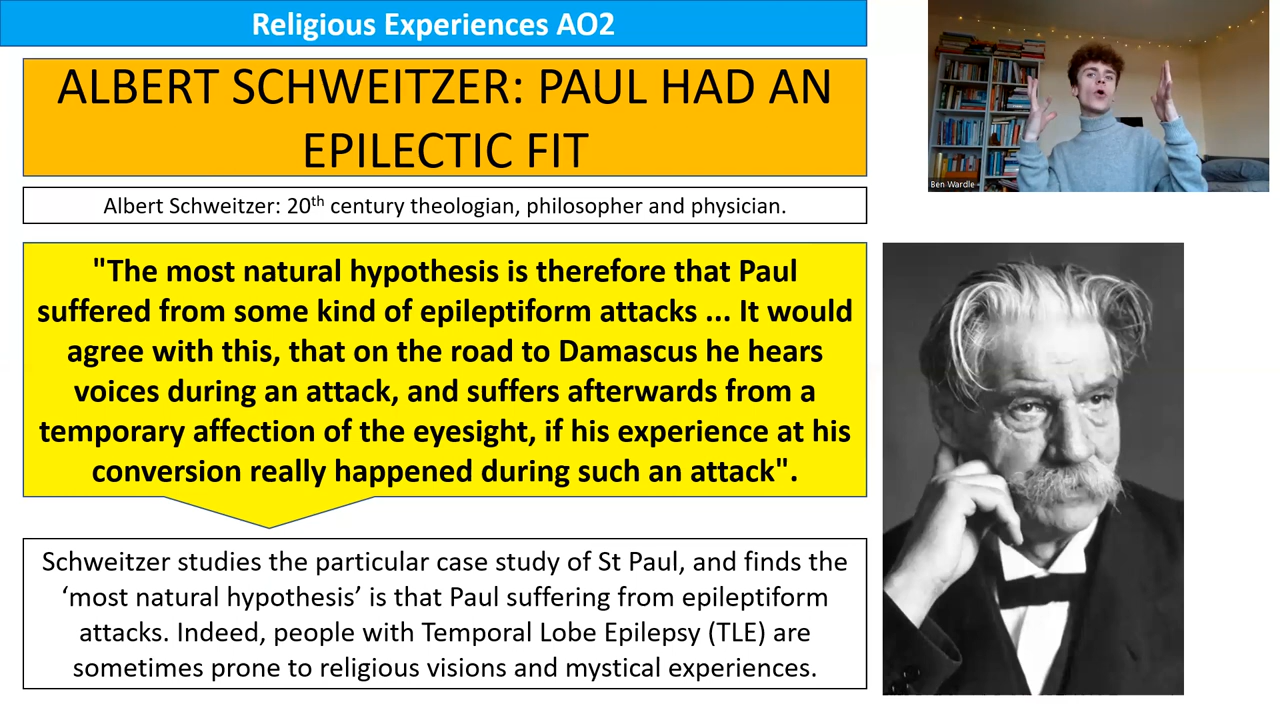 Religious Experiences AO2
ALBERT SCHWEITZER: PAUL HAD AN
EPILECTIC FIT
Albert Schweitzer: 20th century theologian, philosopher and physician.
"The most natural hypothesis is therefore that Paul
suffered from some kind of epileptiform attacks ... It would
agree with this, that on the road to Damascus he hears
voices during an attack, and suffers afterwards from a
temporary affection of the eyesight, if his experience at his
conversion really happened during such an attack".
Schweitzer studies the particular case study of St Paul, and finds the
‘most natural hypothesis’ is that Paul suffering from epileptiform
attacks. Indeed, people with Temporal Lobe Epilepsy (TLE) are
sometimes prone to religious visions and mystical experiences.
Ben Wardle